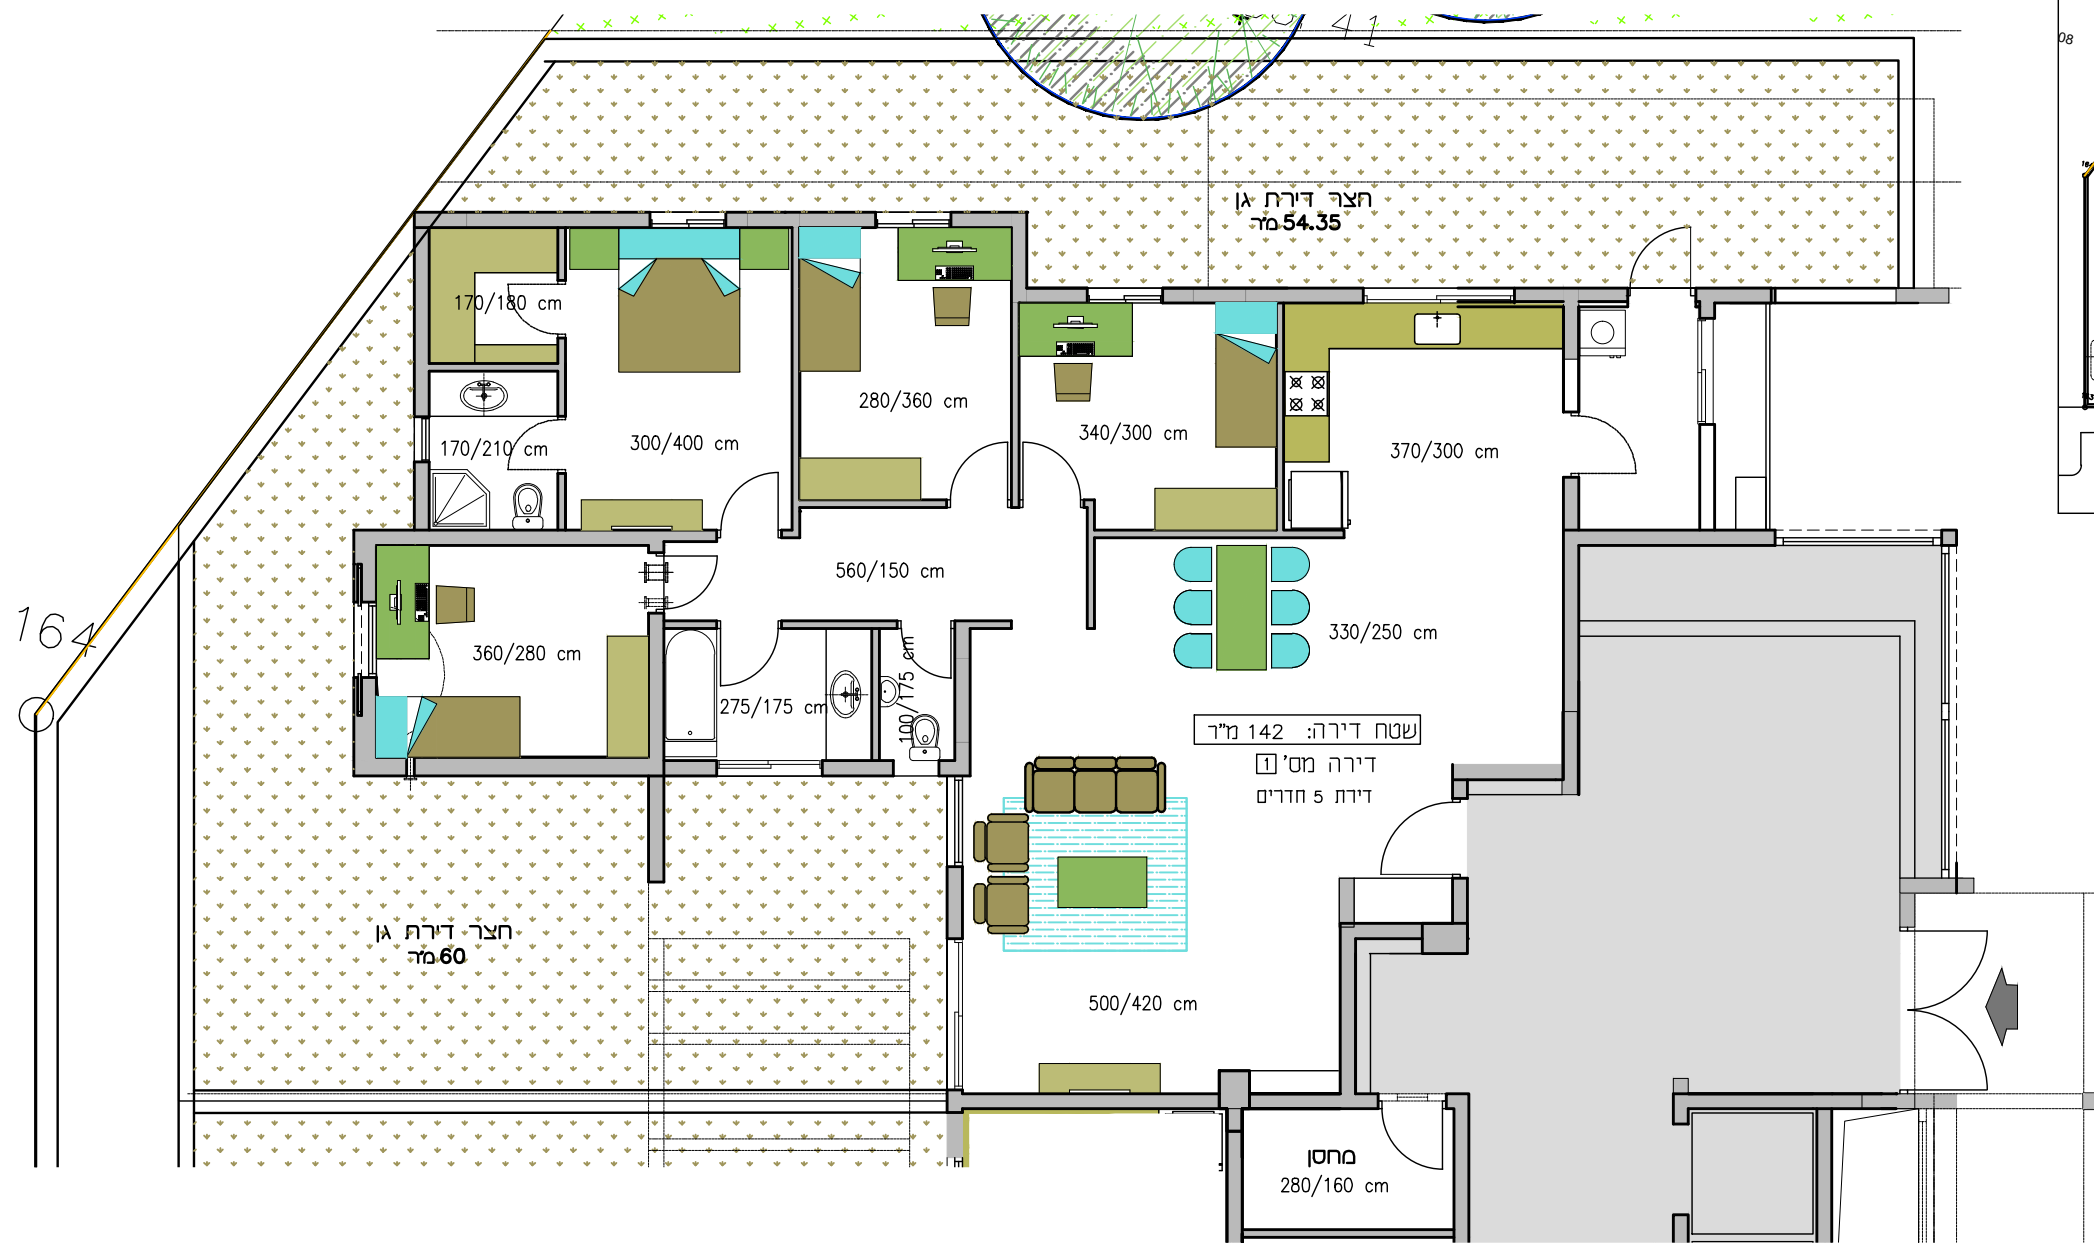 41
08
חצר דירת גן
54.35 מ"ר
170/180 cm
280/360 cm
340/300 cm
300/400 cm
170/210 cm
370/300 cm
560/150 cm
164
360/280 cm
330/250 cm
275/175 cm
100/175 cm
שטח דירה: 142 מ"ר
דירה מס' 1
דירת 5 חדרים
חצר דירת גן
60 מ"ר
500/420 cm
מחסן
280/160 cm